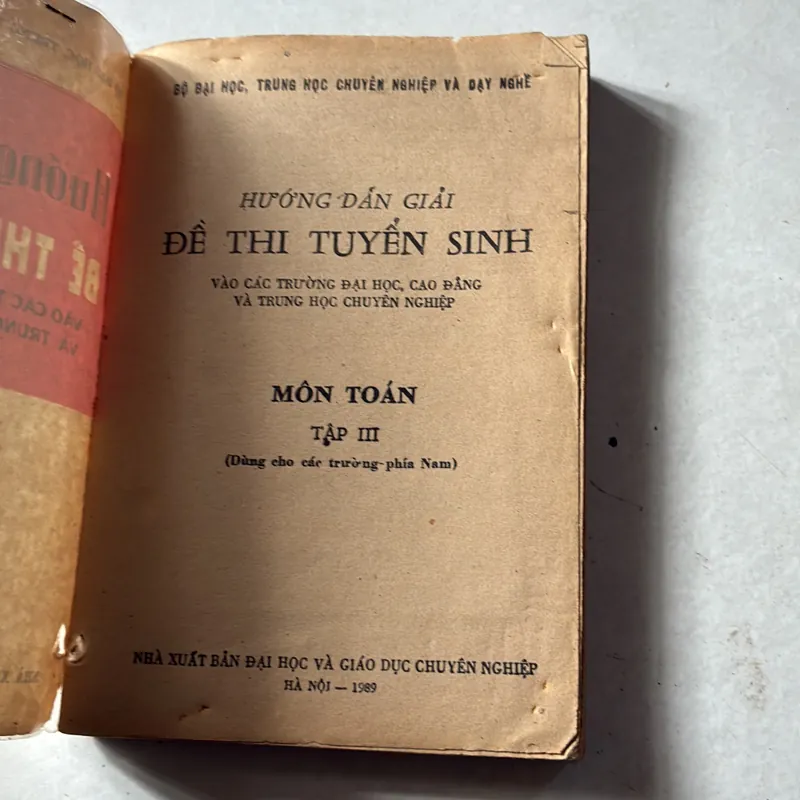 BỘ ĐẠI HỌC, TRUNG HỌC CHUYÊN NGHIỆP VÀ DẠY NGHỀ
HƯỚNG DẪN GIẢI
ĐỀ THI TUYỂN SINH
VÀO CÁC TRƯỜNG ĐẠI HỌC, CAO ĐẲNG
VÀ TRUNG HỌC CHUYÊN NGHIỆP
MÔN TOÁN
TẬP III
(Dùng cho các trường-phía Nam)
NHÀ XUẤT BẢN ĐẠI HỌC VÀ GIÁO DỤC CHUYÊN NGHIỆP
HÀ NỘI — 1989